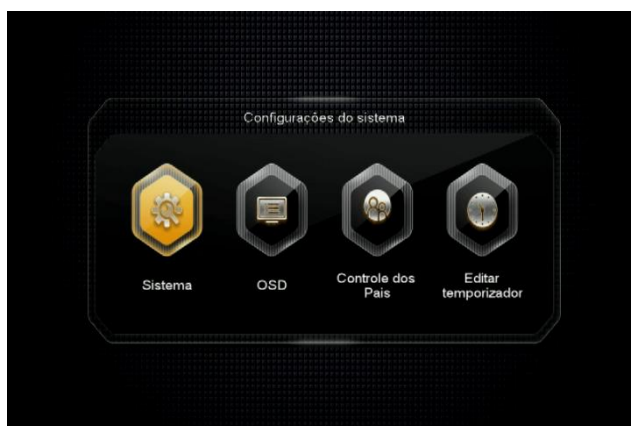 Configurações do sistema
Sistema
OSD
Controle dos
Pais
Editar
temporizador